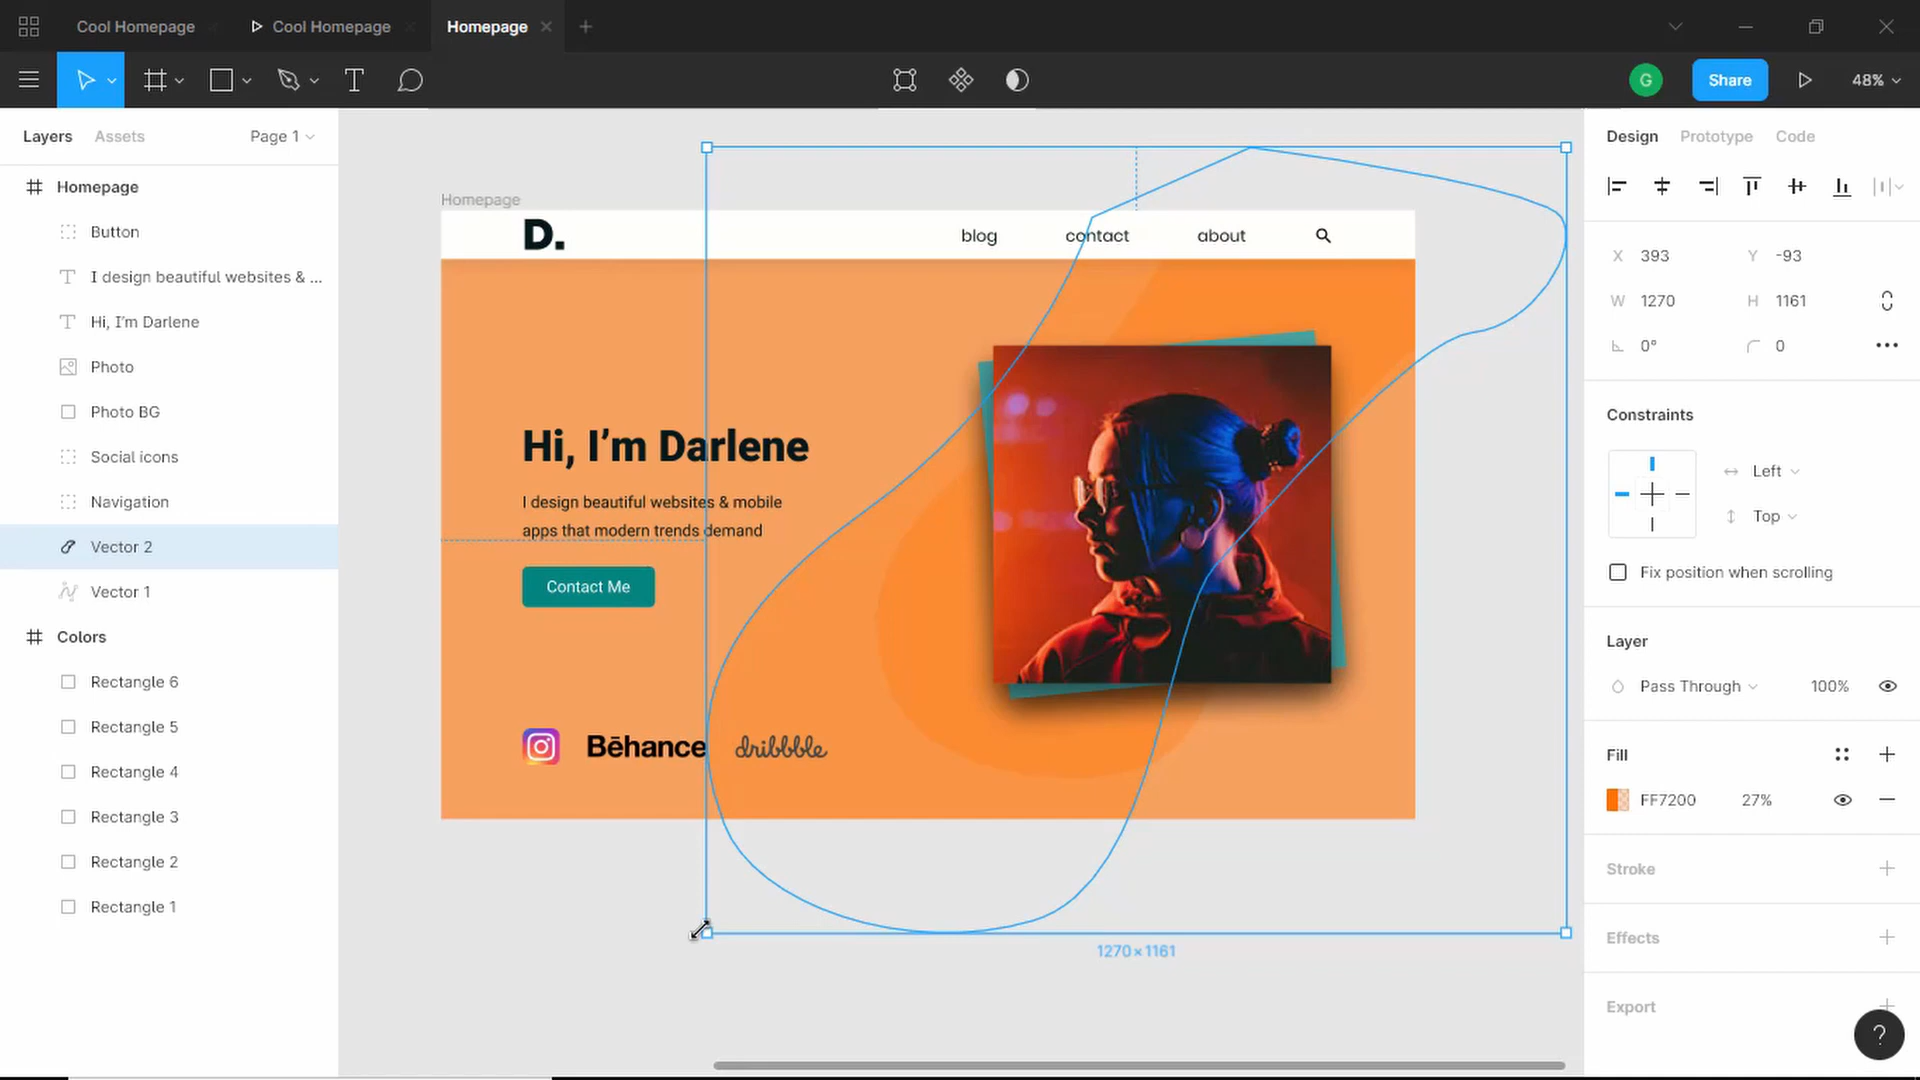 Cool Homepage
Cool Homepage
Homepage
T
G
Share
48%
Layers
Assets
Page 1
Design
Prototype
Code
Homepage
Button
I design beautiful websites & ...
Hi, I'm Darlene
Photo
Photo BG
Social icons
Navigation
Vector 2
Vector 1
Colors
Rectangle 6
Rectangle 5
Rectangle 4
Rectangle 3
Rectangle 2
Rectangle 1
Homepage
D.
blog
contact
about
Hi, I’m Darlene
I design beautiful websites & mobile
apps that modern trends demand
Contact Me
Bēhance
dribbble
1270 × 1161
X 393
Y -93
W 1270
H 1161
0°
0
Constraints
Left
Top
Fix position when scrolling
Layer
Pass Through
100%
Fill
FF7200
27%
Stroke
Effects
Export
?